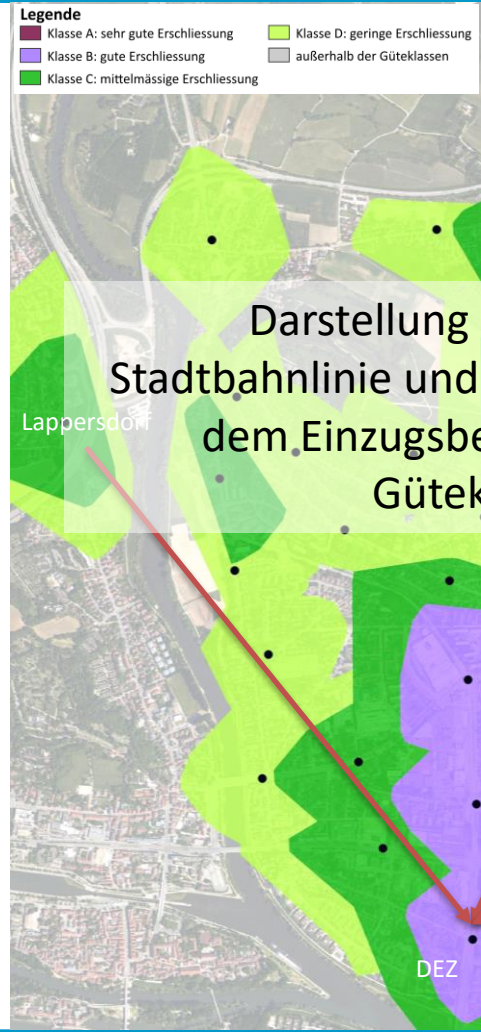 Legende
Klasse A: sehr gute Erschliessung
Klasse B: gute Erschliessung
Klasse C: mittelmässige Erschliessung
Klasse D: geringe Erschliessung
außerhalb der Güteklassen
Darstellung
Stadtbahnlinie und
dem Einzugsbe
Gütek
Lappersdorf
DEZ